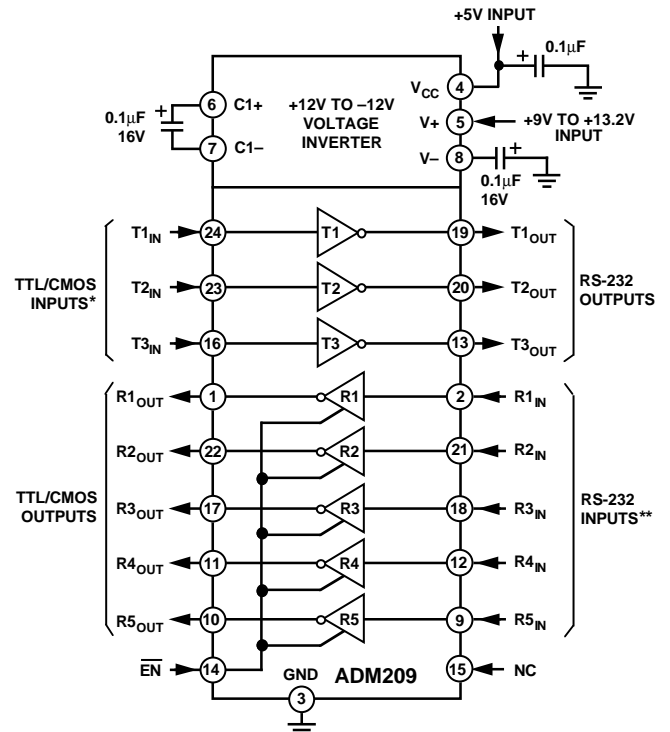 +5V INPUT
0.1µF
+
VCC
4
6
C1+
+12V TO –12V
VOLTAGE
INVERTER
+
0.1µF
16V
V+
5
+9V TO +13.2V
INPUT
7
C1–
V–
8
+
0.1µF
16V
TTL/CMOS
INPUTS*
T1IN
24
T1
19
T1OUT
T2IN
23
T2
20
T2OUT
T3IN
16
T3
13
T3OUT
RS-232
OUTPUTS
TTL/CMOS
OUTPUTS
R1OUT
1
R1
2
R1IN
R2OUT
22
R2
21
R2IN
R3OUT
17
R3
18
R3IN
R4OUT
11
R4
12
R4IN
R5OUT
10
R5
9
R5IN
RS-232
INPUTS**
EN
14
GND
3
ADM209
15
NC